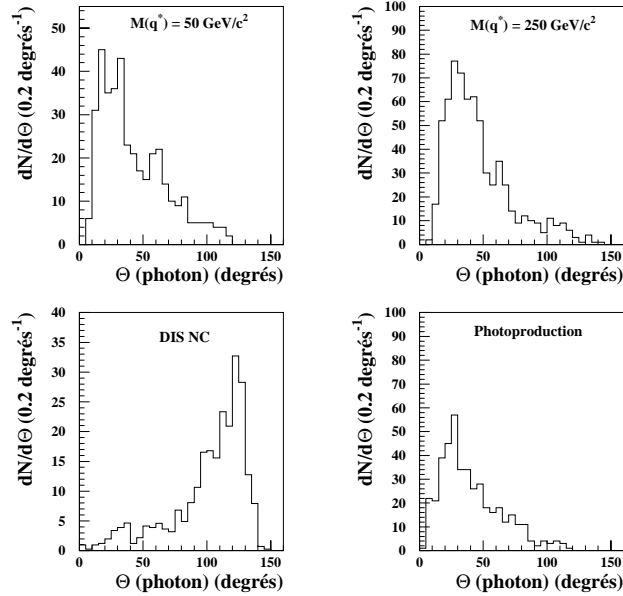 M(q*) = 50 GeV/c2
dN/dΘ (0.2 degrés-1)
50
40
30
20
10
0
0 50 100 150
Θ (photon) (degrés)
M(q*) = 250 GeV/c2
dN/dΘ (0.2 degrés-1)
100
90
80
70
60
50
40
30
20
10
0
0 50 100 150
Θ (photon) (degrés)
DIS NC
dN/dΘ (0.2 degrés-1)
40
35
30
25
20
15
10
5
0
0 50 100 150
Θ (photon) (degrés)
Photoproduction
dN/dΘ (0.2 degrés-1)
100
90
80
70
60
50
40
30
20
10
0
0 50 100 150
Θ (photon) (degrés)